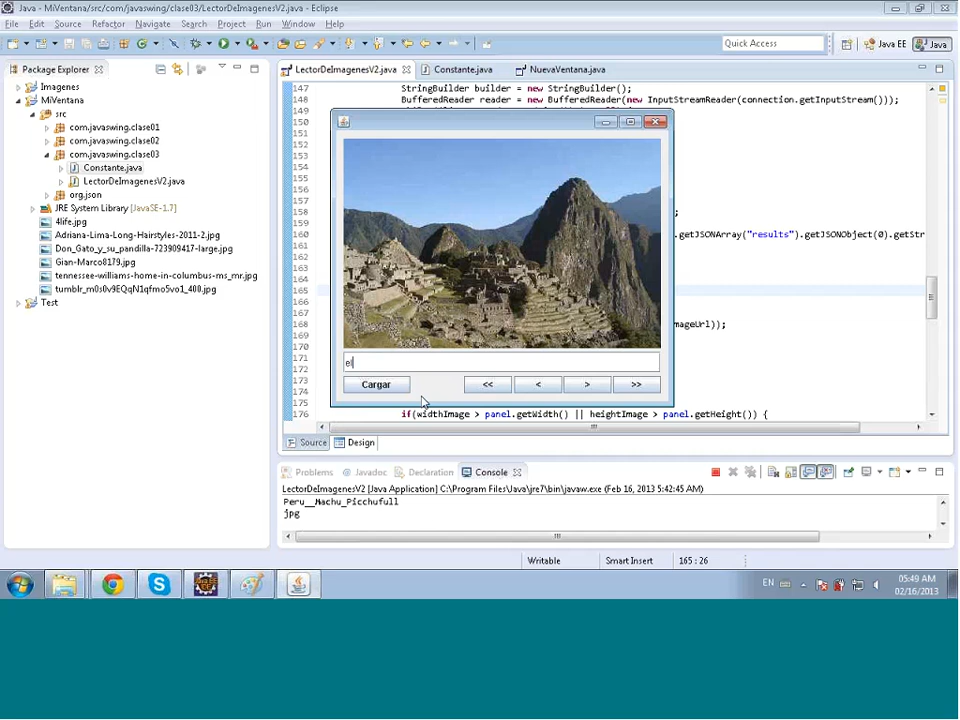 Java - MiVentana/src/com/javaswing/clase03/LectorDeImagenesV2.java - Eclipse
File Edit Source Refactor Navigate Search Project Run Window Help
Quick Access Java EE Java
Package Explorer
LectorDeImagenesV2.java Constante.java NuevaVentana.java
Imagenes
MiVentana
src
com.javaswing.clase01
com.javaswing.clase02
com.javaswing.clase03
Constante.java
LectorDeImagenesV2.java
org.json
JRE System Library [JavaSE-1.7]
4life.jpg
Adriana-Lima-Long-Hairstyles-2011-2.jpg
Don_Gato_y_su_pandilla-723909417-large.jpg
Gian-Marco8179.jpg
tennessee-williams-home-in-columbus-ms_mr.jpg
tumblr_m0s0v9EQqN1qfmo5vo1_400.jpg
Test
147 StringBuilder builder = new StringBuilder();
148 BufferedReader reader = new BufferedReader(new InputStreamReader(connection.getInputStream()));
149
150
151
153
154
155
156
157
158 ;
159
160 .getJSONArray("results").getJSONObject(0).getStr
162
163
164
165
166
167
168 mageUrl));
170
171
172
173
174
175
176 if(widthImage > panel.getWidth() || heightImage > panel.getHeight()) {
el
Cargar << < > >>
Source Design
Problems Javadoc Declaration Console
LectorDeImagenesV2 [Java Application] C:\Program Files\Java\jre7\bin\javaw.exe (Feb 16, 2013 5:42:45 AM)
Peru__Machu_Picchufull
jpg
Writable Smart Insert 165 : 26
EN 05:49 AM
02/16/2013